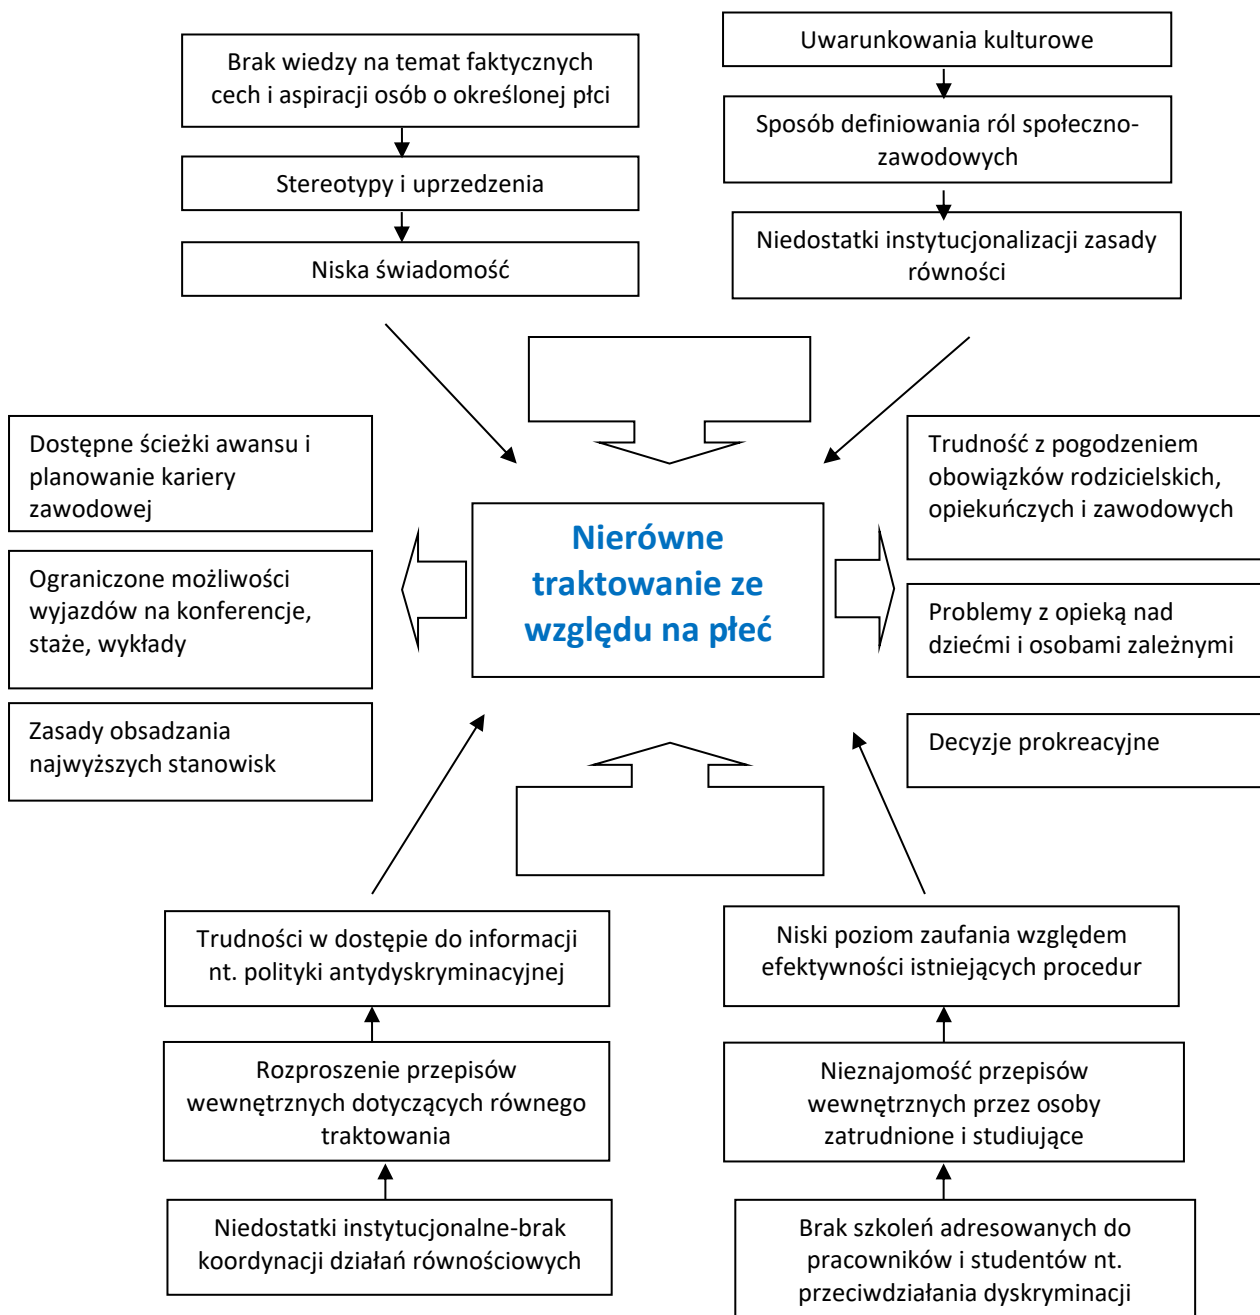 Brak wiedzy na temat faktycznych
cech i aspiracji osób o określonej płci
Stereotypy i uprzedzenia
Niska świadomość
Uwarunkowania kulturowe
Sposób definiowania ról społeczno-
zawodowych
Niedostatki instytucjonalizacji zasady
równości
Dostępne ścieżki awansu i
planowanie kariery
zawodowej
Ograniczone możliwości
wyjazdów na konferencje,
staże, wykłady
Zasady obsadzania
najwyższych stanowisk
Nierówne
traktowanie ze
względu na płeć
Trudność z pogodzeniem
obowiązków rodzicielskich,
opiekuńczych i zawodowych
Problemy z opieką nad
dziećmi i osobami zależnymi
Decyzje prokreacyjne
Trudności w dostępie do informacji
nt. polityki antydyskryminacyjnej
Rozproszenie przepisów
wewnętrznych dotyczących równego
traktowania
Niedostatki instytucjonalne-brak
koordynacji działań równościowych
Niski poziom zaufania względem
efektywności istniejących procedur
Nieznajomość przepisów
wewnętrznych przez osoby
zatrudnione i studiujące
Brak szkoleń adresowanych do
pracowników i studentów nt.
przeciwdziałania dyskryminacji